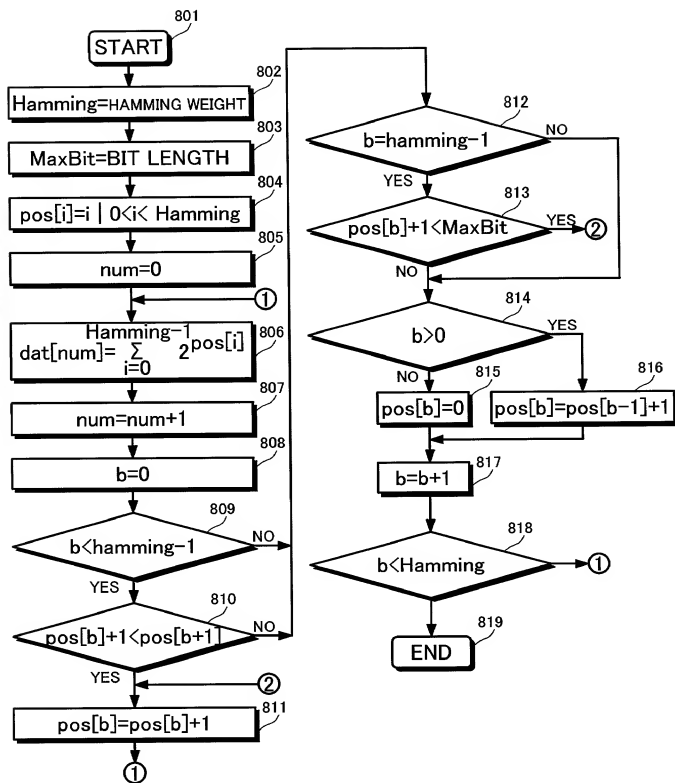 801
START
802
Hamming=HAMMING WEIGHT
803
MaxBit=BIT LENGTH
804
pos[i]=i | 0<i< Hamming
805
num=0
①
806
Hamming-1
dat[num]= Σ 2^pos[i]
i=0
807
num=num+1
808
b=0
809
b<hamming-1
NO
YES
810
pos[b]+1<pos[b+1]
NO
YES
②
811
pos[b]=pos[b]+1
①
812
b=hamming-1
NO
YES
813
pos[b]+1<MaxBit
YES
②
NO
814
b>0
YES
NO
815
pos[b]=0
816
pos[b]=pos[b-1]+1
817
b=b+1
818
b<Hamming
①
819
END